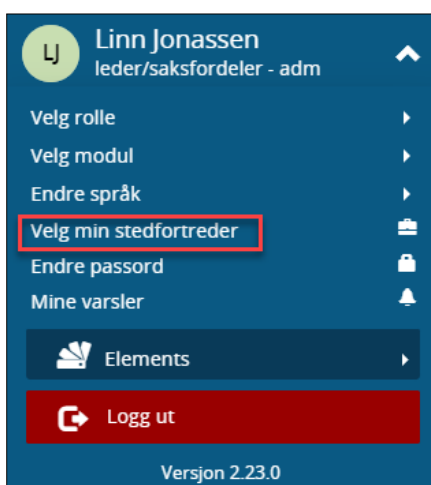 LJ
Linn Jonassen
leder/saksfordeler - adm
Velg rolle
Velg modul
Endre språk
Velg min stedfortreder
Endre passord
Mine varsler
Elements
Logg ut
Versjon 2.23.0